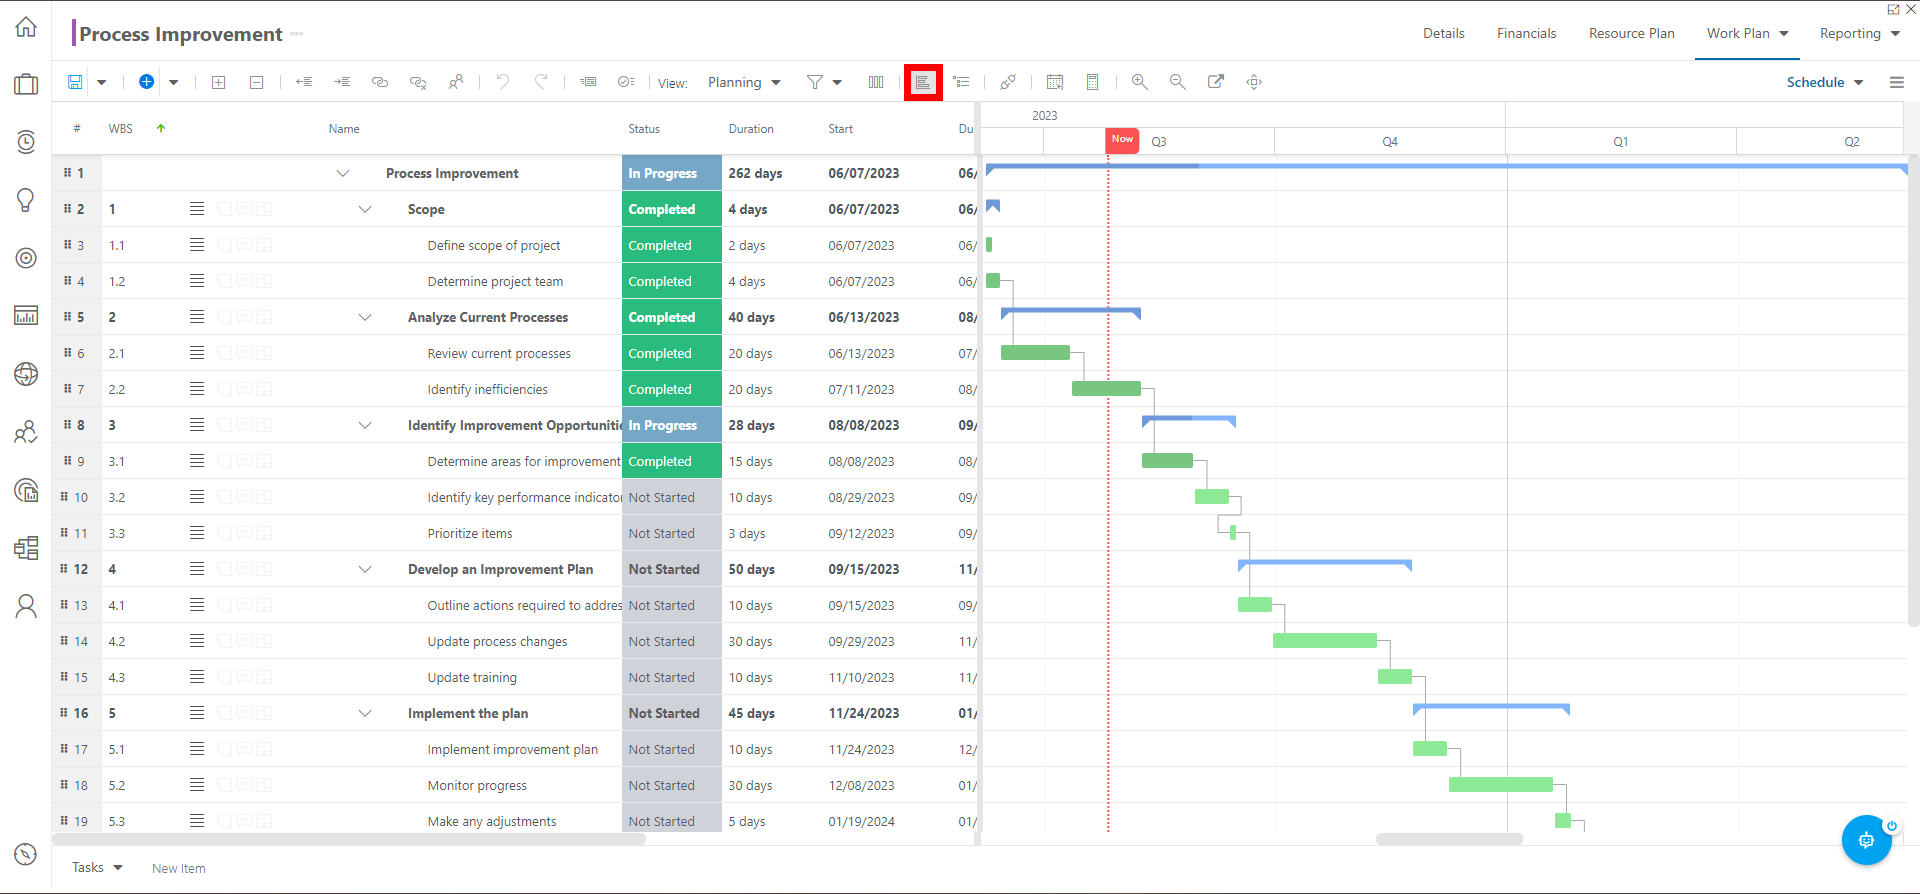 Process Improvement
Details Financials Resource Plan Work Plan Reporting
View: Planning Schedule
# WBS Name Status Duration Start Du
2023
Now Q3 Q4 Q1 Q2
1 Process Improvement In Progress 262 days 06/07/2023 06/
2 1 Scope Completed 4 days 06/07/2023 06/
3 1.1 Define scope of project Completed 2 days 06/07/2023 06/
4 1.2 Determine project team Completed 4 days 06/07/2023 06/
5 2 Analyze Current Processes Completed 40 days 06/13/2023 08/
6 2.1 Review current processes Completed 20 days 06/13/2023 07/
7 2.2 Identify inefficiencies Completed 20 days 07/11/2023 08/
8 3 Identify Improvement Opportunitie In Progress 28 days 08/08/2023 09/
9 3.1 Determine areas for improvement Completed 15 days 08/08/2023 08/
10 3.2 Identify key performance indicator Not Started 10 days 08/29/2023 09/
11 3.3 Prioritize items Not Started 3 days 09/12/2023 09/
12 4 Develop an Improvement Plan Not Started 50 days 09/15/2023 11/
13 4.1 Outline actions required to addres Not Started 10 days 09/15/2023 09/
14 4.2 Update process changes Not Started 30 days 09/29/2023 11/
15 4.3 Update training Not Started 10 days 11/10/2023 11/
16 5 Implement the plan Not Started 45 days 11/24/2023 01/
17 5.1 Implement improvement plan Not Started 10 days 11/24/2023 12/
18 5.2 Monitor progress Not Started 30 days 12/08/2023 01/
19 5.3 Make any adjustments Not Started 5 days 01/19/2024 01/
Tasks New Item